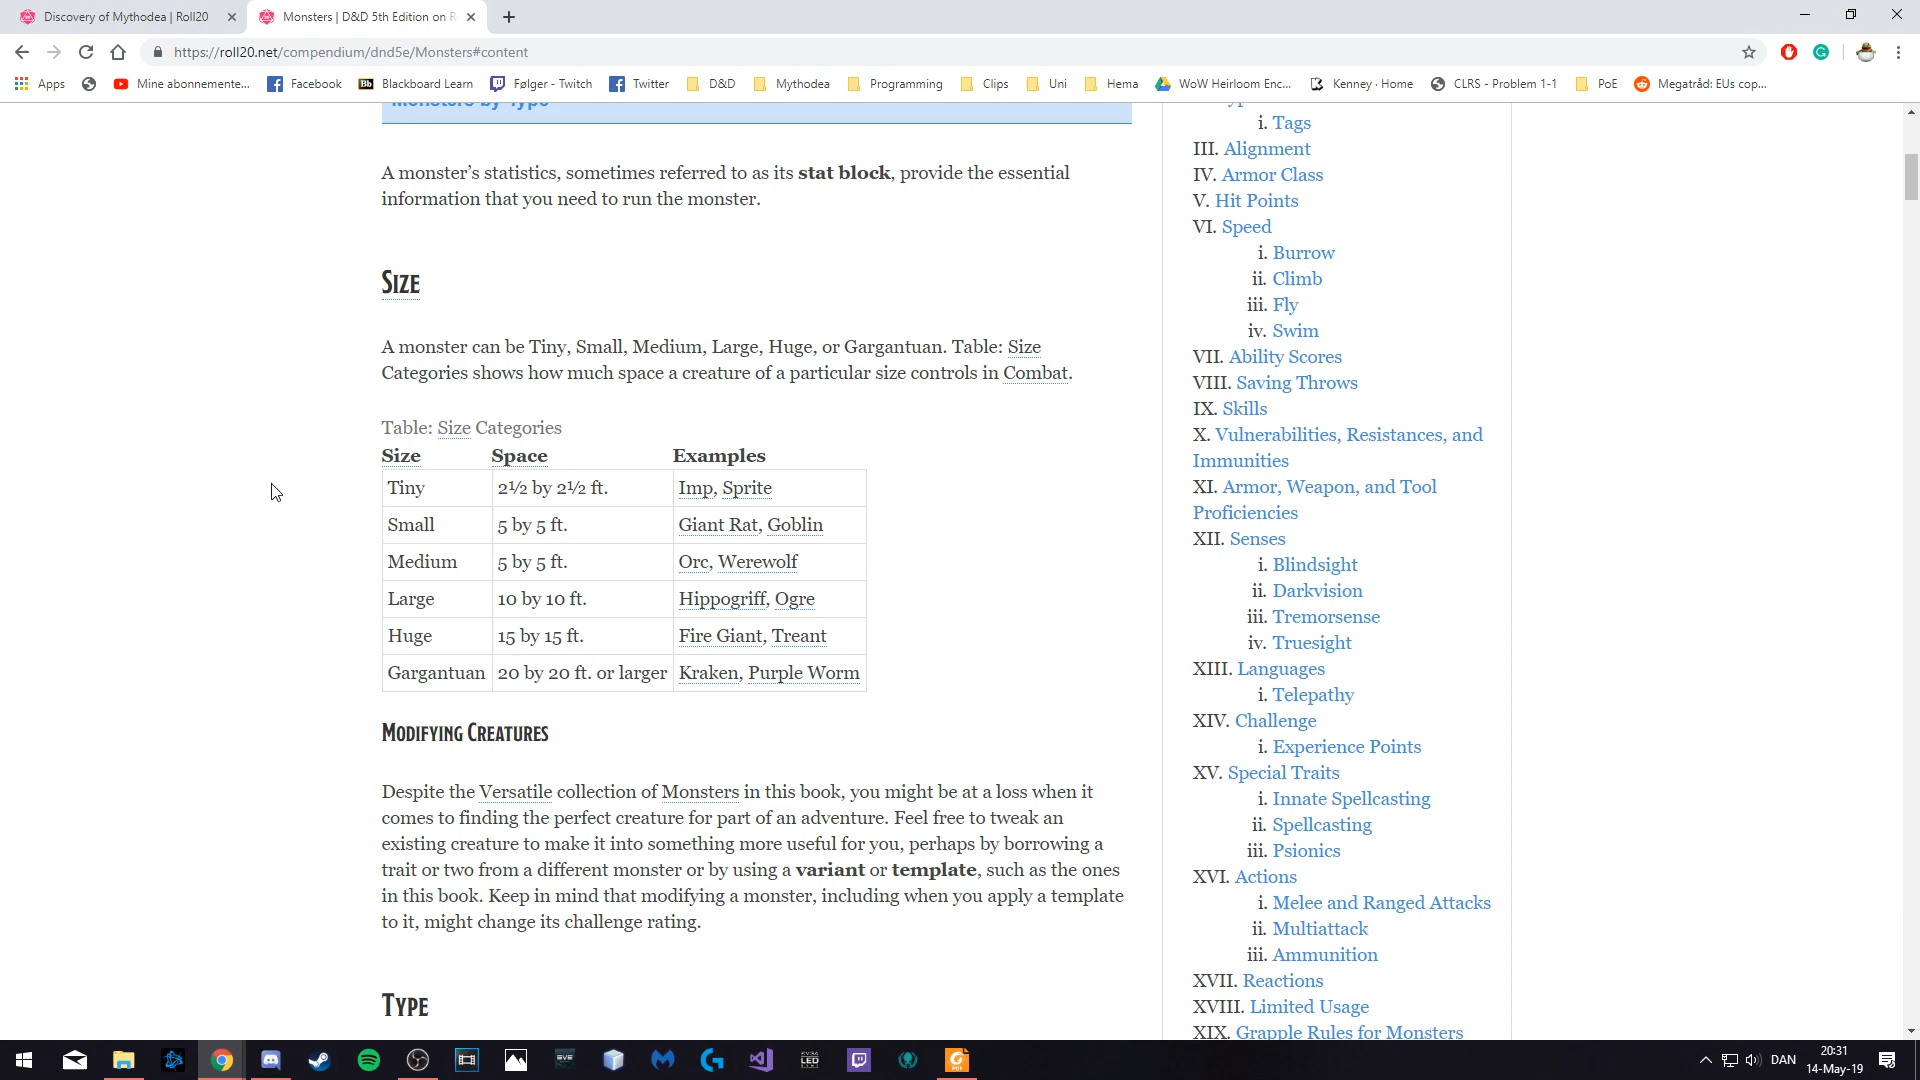 Discovery of Mythodea | Roll20
Monsters | D&D 5th Edition on R
https://roll20.net/compendium/dnd5e/Monsters#content
Apps
Mine abonnemente...
Facebook
Blackboard Learn
Følger - Twitch
Twitter
D&D
Mythodea
Programming
Clips
Uni
Hema
WoW Heirloom Enc...
Kenney · Home
CLRS - Problem 1-1
PoE
Megatråd: EUs cop...
Monsters by Type
A monster's statistics, sometimes referred to as its stat block, provide the essential
information that you need to run the monster.
Size
A monster can be Tiny, Small, Medium, Large, Huge, or Gargantuan. Table: Size
Categories shows how much space a creature of a particular size controls in Combat.
Table: Size Categories
Size Space Examples
Tiny 2½ by 2½ ft. Imp, Sprite
Small 5 by 5 ft. Giant Rat, Goblin
Medium 5 by 5 ft. Orc, Werewolf
Large 10 by 10 ft. Hippogriff, Ogre
Huge 15 by 15 ft. Fire Giant, Treant
Gargantuan 20 by 20 ft. or larger Kraken, Purple Worm
Modifying Creatures
Despite the Versatile collection of Monsters in this book, you might be at a loss when it
comes to finding the perfect creature for part of an adventure. Feel free to tweak an
existing creature to make it into something more useful for you, perhaps by borrowing a
trait or two from a different monster or by using a variant or template, such as the ones
in this book. Keep in mind that modifying a monster, including when you apply a template
to it, might change its challenge rating.
Type
i. Tags
III. Alignment
IV. Armor Class
V. Hit Points
VI. Speed
i. Burrow
ii. Climb
iii. Fly
iv. Swim
VII. Ability Scores
VIII. Saving Throws
IX. Skills
X. Vulnerabilities, Resistances, and
Immunities
XI. Armor, Weapon, and Tool
Proficiencies
XII. Senses
i. Blindsight
ii. Darkvision
iii. Tremorsense
iv. Truesight
XIII. Languages
i. Telepathy
XIV. Challenge
i. Experience Points
XV. Special Traits
i. Innate Spellcasting
ii. Spellcasting
iii. Psionics
XVI. Actions
i. Melee and Ranged Attacks
ii. Multiattack
iii. Ammunition
XVII. Reactions
XVIII. Limited Usage
XIX. Grapple Rules for Monsters
DAN
20:31
14-May-19